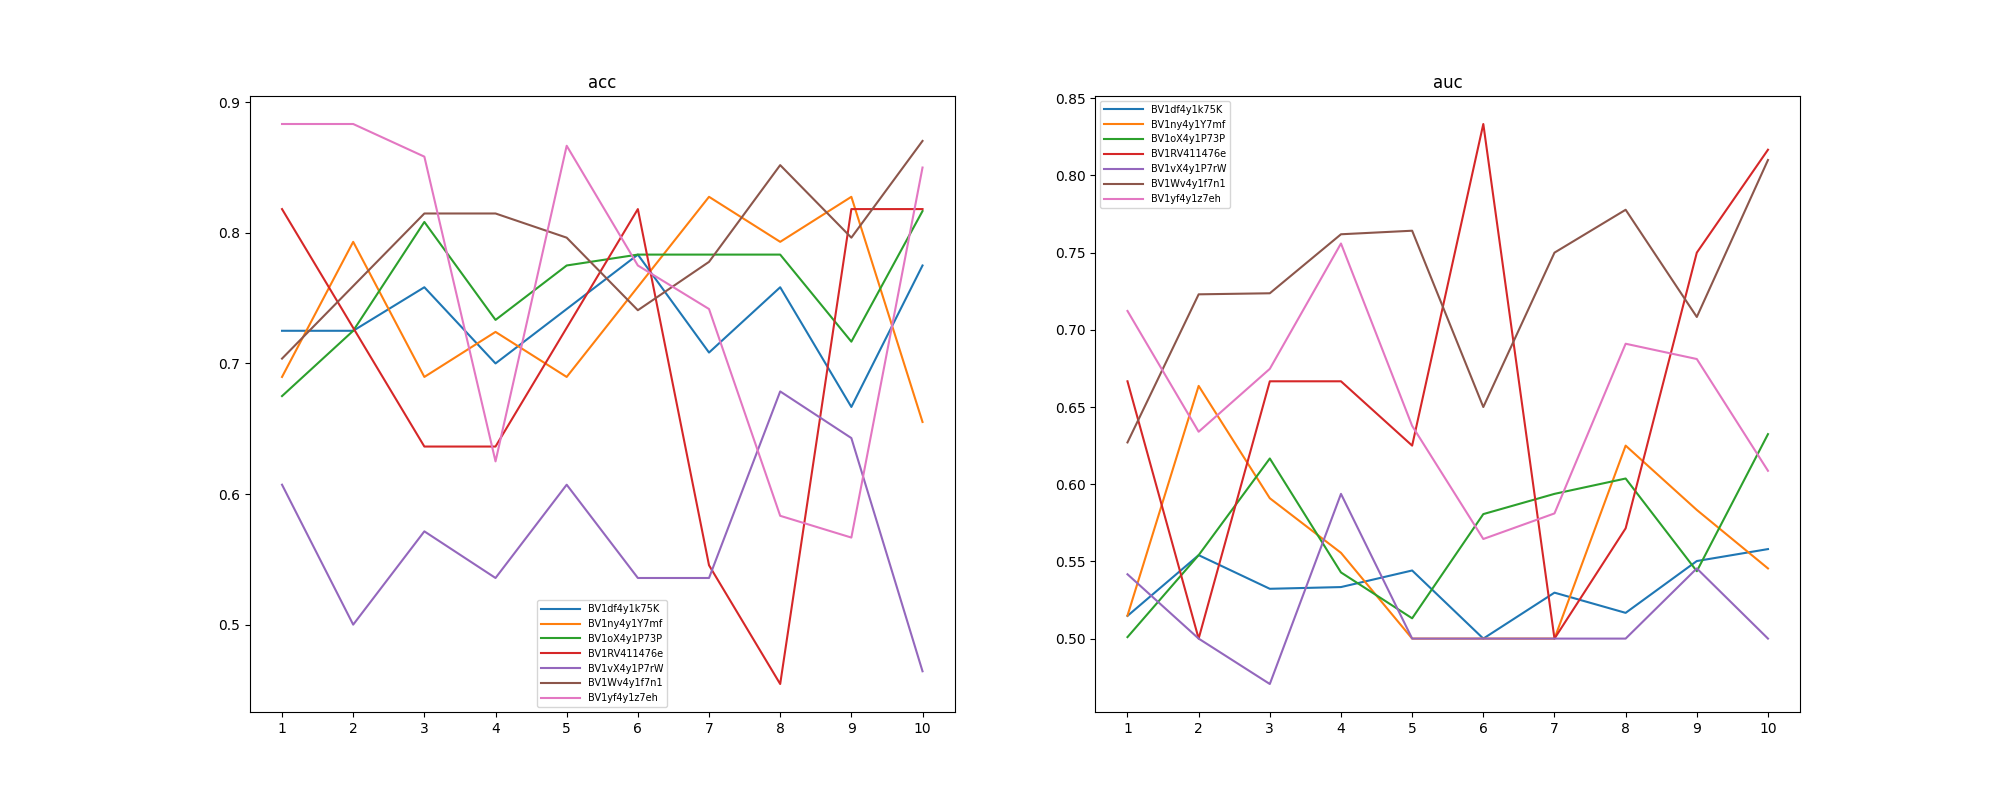 acc
0.9
0.8
0.7
0.6
0.5
BV1df4y1k75K
BV1ny4y1Y7mf
BV1oX4y1P73P
BV1RV411476e
BV1vX4y1P7rW
BV1Wv4y1f7n1
BV1yf4y1z7eh
1 2 3 4 5 6 7 8 9 10
auc
0.85
0.80
0.75
0.70
0.65
0.60
0.55
0.50
BV1df4y1k75K
BV1ny4y1Y7mf
BV1oX4y1P73P
BV1RV411476e
BV1vX4y1P7rW
BV1Wv4y1f7n1
BV1yf4y1z7eh
1 2 3 4 5 6 7 8 9 10